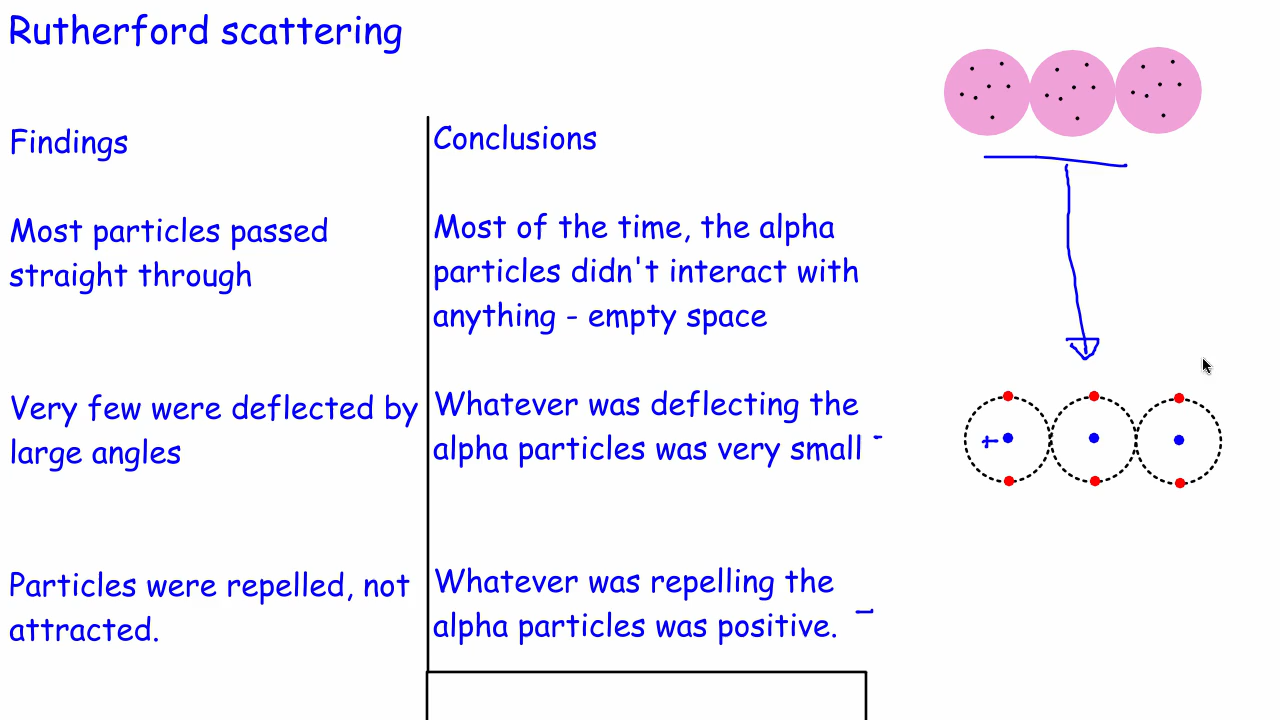 Rutherford scattering
Findings
Conclusions
Most particles passed
straight through
Most of the time, the alpha
particles didn't interact with
anything - empty space
Very few were deflected by
large angles
Whatever was deflecting the
alpha particles was very small
Particles were repelled, not
attracted.
Whatever was repelling the
alpha particles was positive.
+